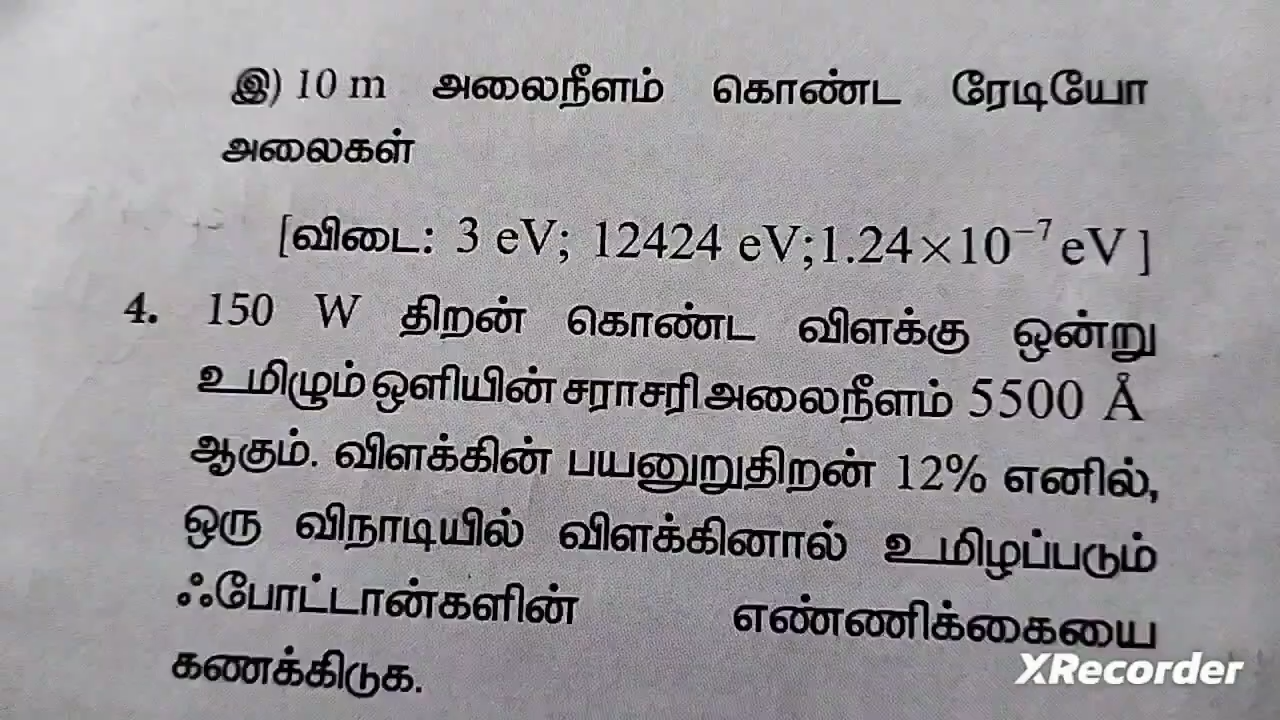 இ) 10 m அலைநீளம் கொண்ட ரேடியோ
அலைகள்
[விடை: 3 eV; 12424 eV;1.24×10⁻⁷ eV ]
4. 150 W திறன் கொண்ட விளக்கு ஒன்று
உமிழும் ஒளியின் சராசரி அலைநீளம் 5500 Å
ஆகும். விளக்கின் பயனுறுதிறன் 12% எனில்,
ஒரு விநாடியில் விளக்கினால் உமிழப்படும்
ஃபோட்டான்களின் எண்ணிக்கையை
கணக்கிடுக.
XRecorder